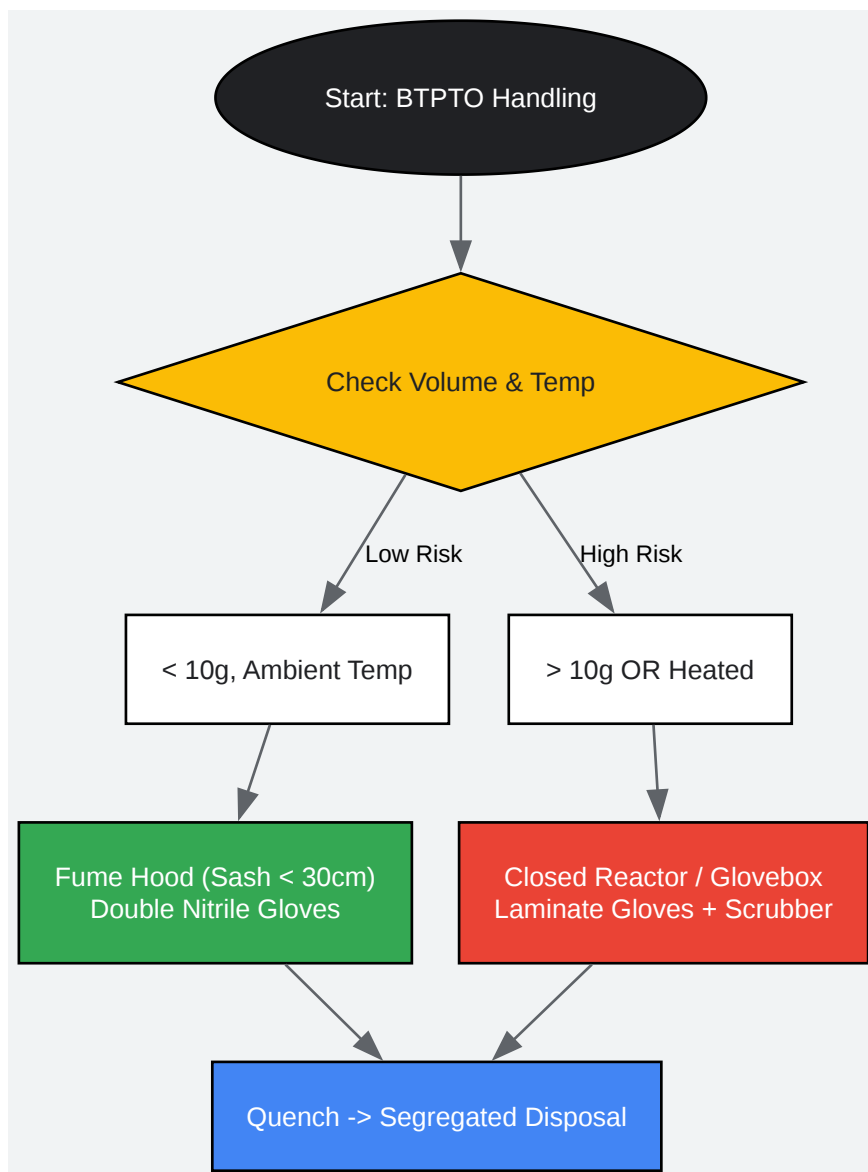 Start: BTPTO Handling
Check Volume & Temp
Low Risk
High Risk
< 10g, Ambient Temp
> 10g OR Heated
Fume Hood (Sash < 30cm)
Double Nitrile Gloves
Closed Reactor / Glovebox
Laminate Gloves + Scrubber
Quench -> Segregated Disposal